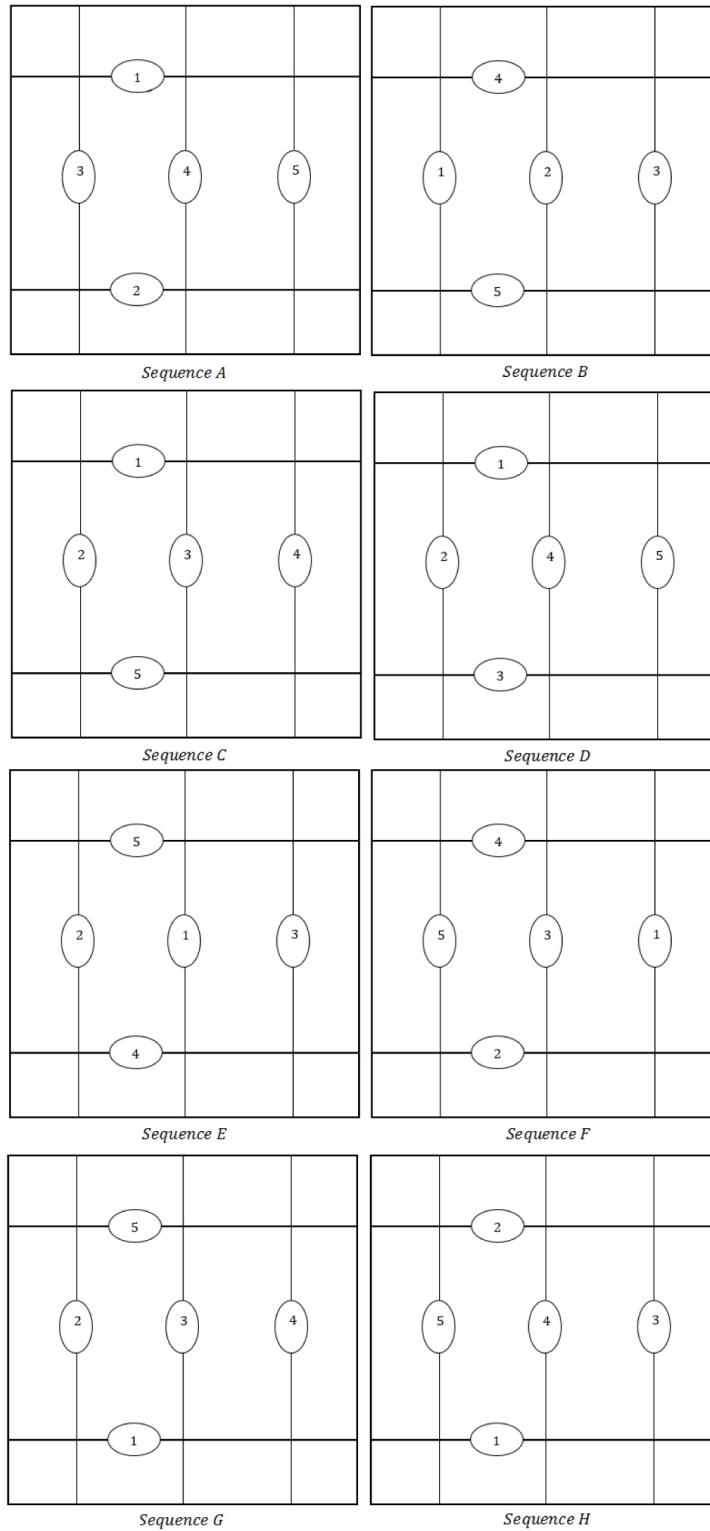 1 4
3 4 5 1 2 3
2 5
Sequence A Sequence B
1 1
2 3 4 2 4 5
5 3
Sequence C Sequence D
5 4
2 1 3 5 3 1
4 2
Sequence E Sequence F
5 2
2 3 4 5 4 3
1 1
Sequence G Sequence H